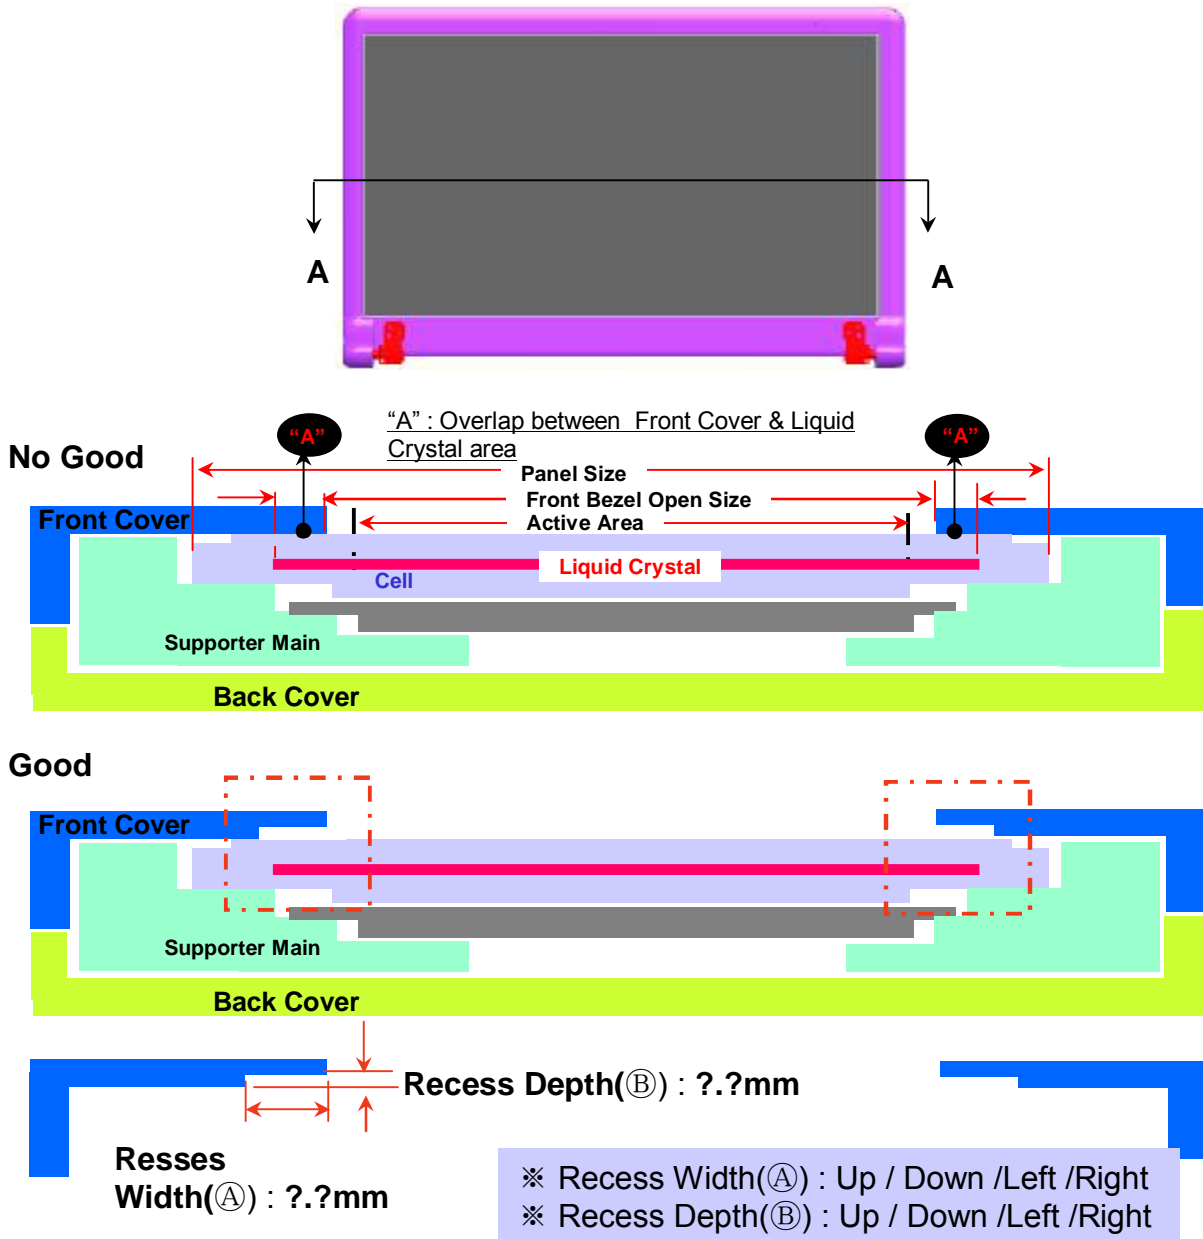 A
A
"A"
“A” : Overlap between Front Cover & Liquid
Crystal area
"A"
No Good
Panel Size
Front Bezel Open Size
Front Cover
Active Area
Liquid Crystal
Cell
Supporter Main
Back Cover
Good
Front Cover
Supporter Main
Back Cover
Recess Depth(Ⓑ) : ?.?mm
Resses
Width(Ⓐ) : ?.?mm
※ Recess Width(Ⓐ) : Up / Down /Left /Right
※ Recess Depth(Ⓑ) : Up / Down /Left /Right